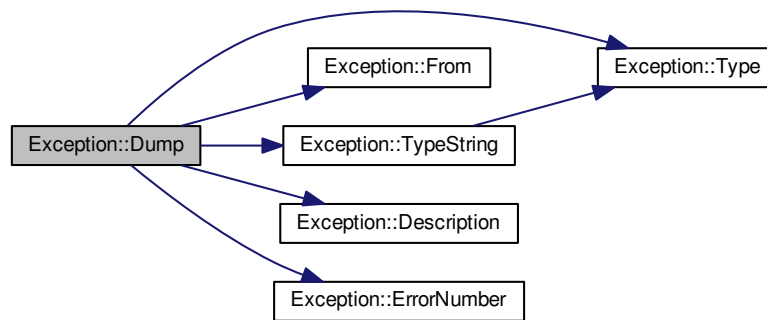 Exception::Dump
Exception::From
Exception::Type
Exception::TypeString
Exception::Description
Exception::ErrorNumber